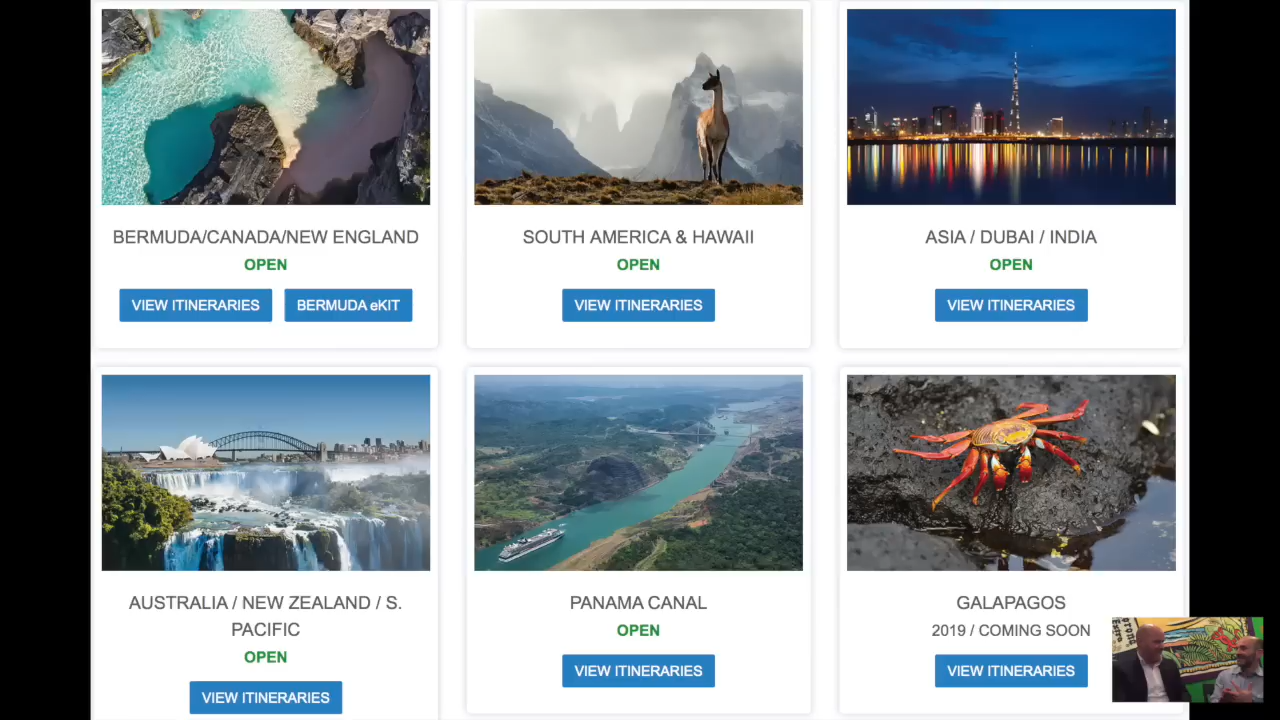 BERMUDA/CANADA/NEW ENGLAND
OPEN
VIEW ITINERARIES
BERMUDA eKIT
SOUTH AMERICA & HAWAII
OPEN
VIEW ITINERARIES
ASIA / DUBAI / INDIA
OPEN
VIEW ITINERARIES
AUSTRALIA / NEW ZEALAND / S.
PACIFIC
OPEN
VIEW ITINERARIES
PANAMA CANAL
OPEN
VIEW ITINERARIES
GALAPAGOS
2019 / COMING SOON
VIEW ITINERARIES